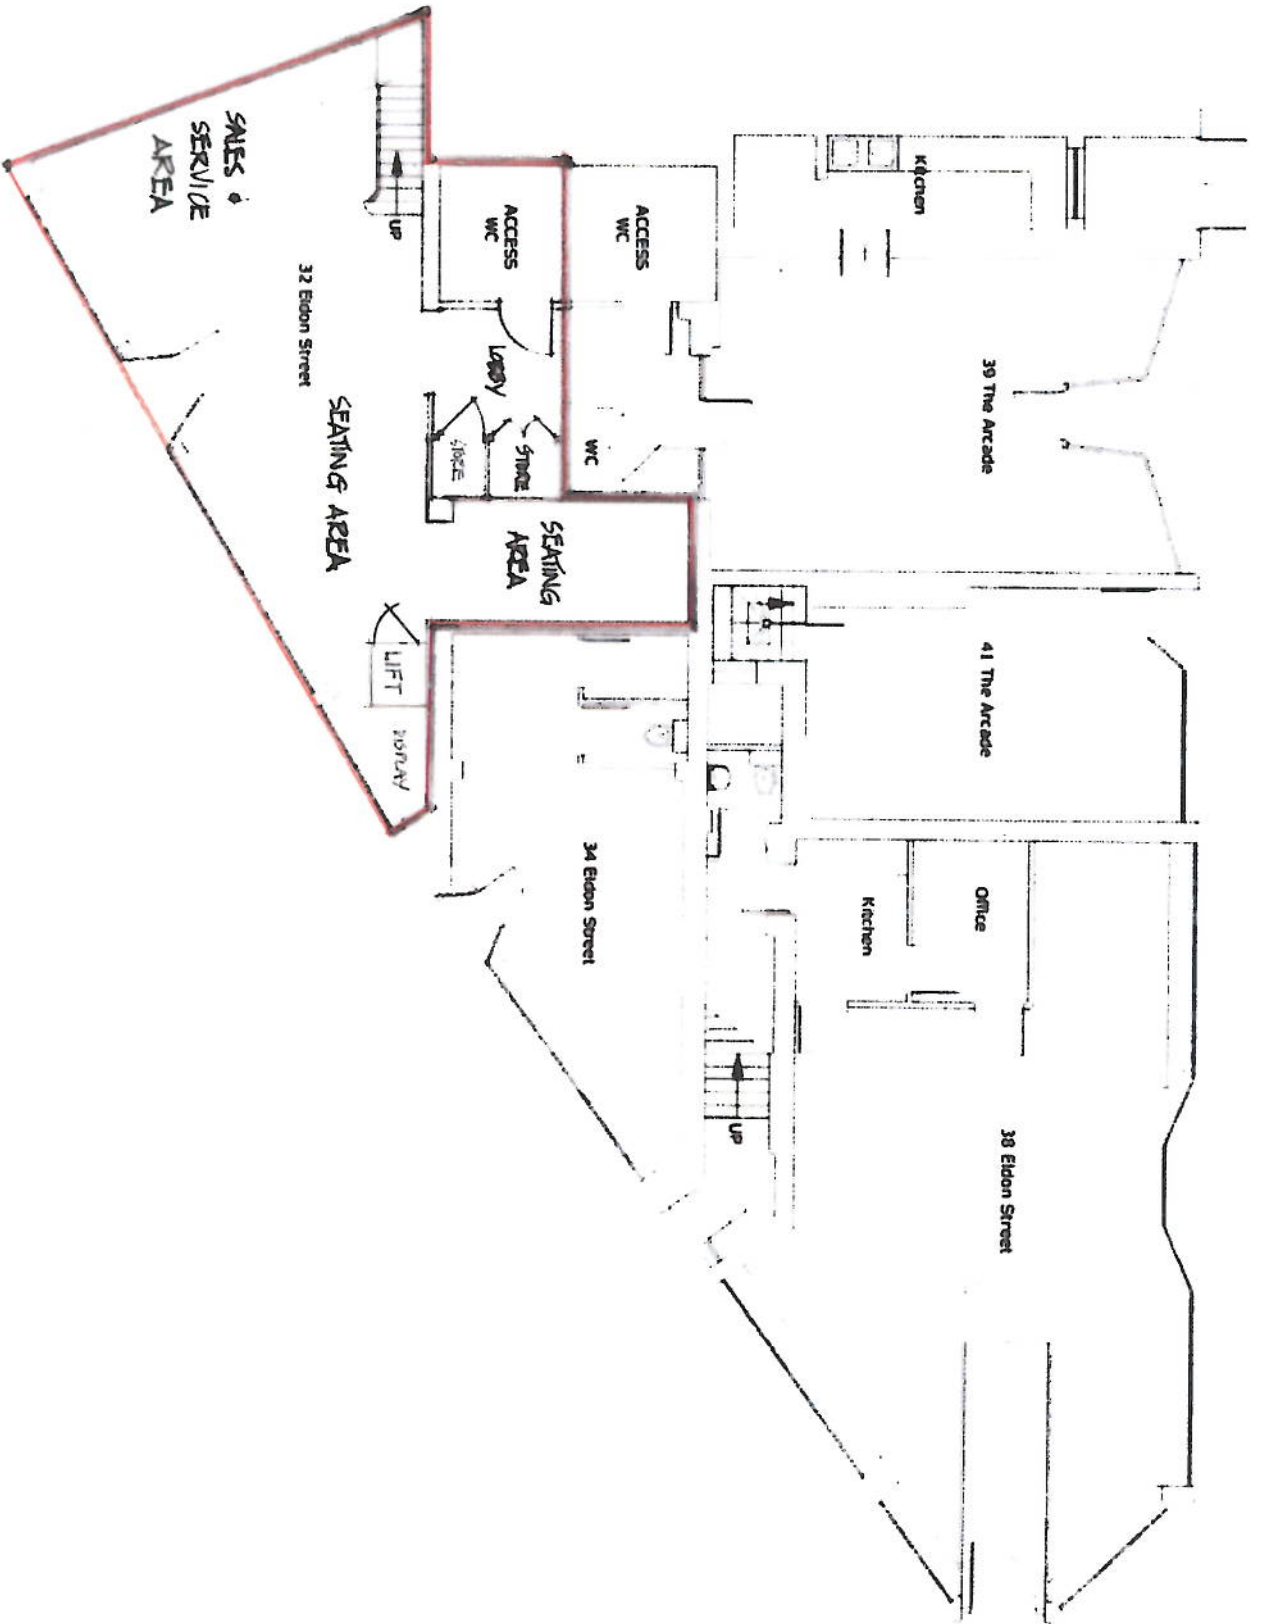 Kitchen
39 The Arcade
41 The Arcade
Office
Kitchen
38 Eldon Street
ACCESS
WC
WC
UP
34 Eldon Street
ACCESS
WC
LOBBY
STORE
STORE
SEATING
AREA
UP
SALES &
SERVICE
AREA
32 Eldon Street
SEATING AREA
LIFT
DISPLAY